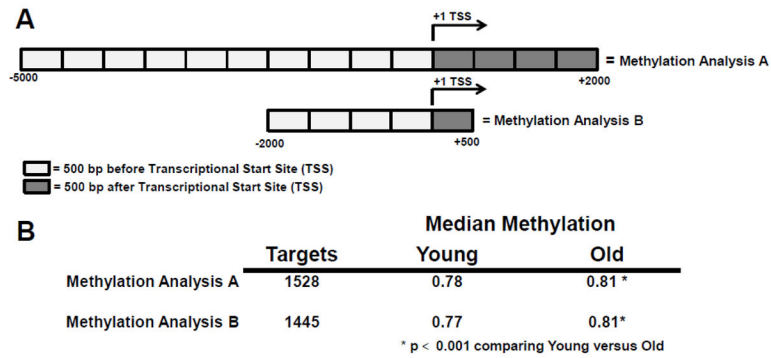 A
+1 TSS
= Methylation Analysis A
-5000
+2000
+1 TSS
= Methylation Analysis B
-2000
+500
= 500 bp before Transcriptional Start Site (TSS)
= 500 bp after Transcriptional Start Site (TSS)
B
Median Methylation
Targets Young Old
Methylation Analysis A 1528 0.78 0.81 *
Methylation Analysis B 1445 0.77 0.81*
* p < 0.001 comparing Young versus Old